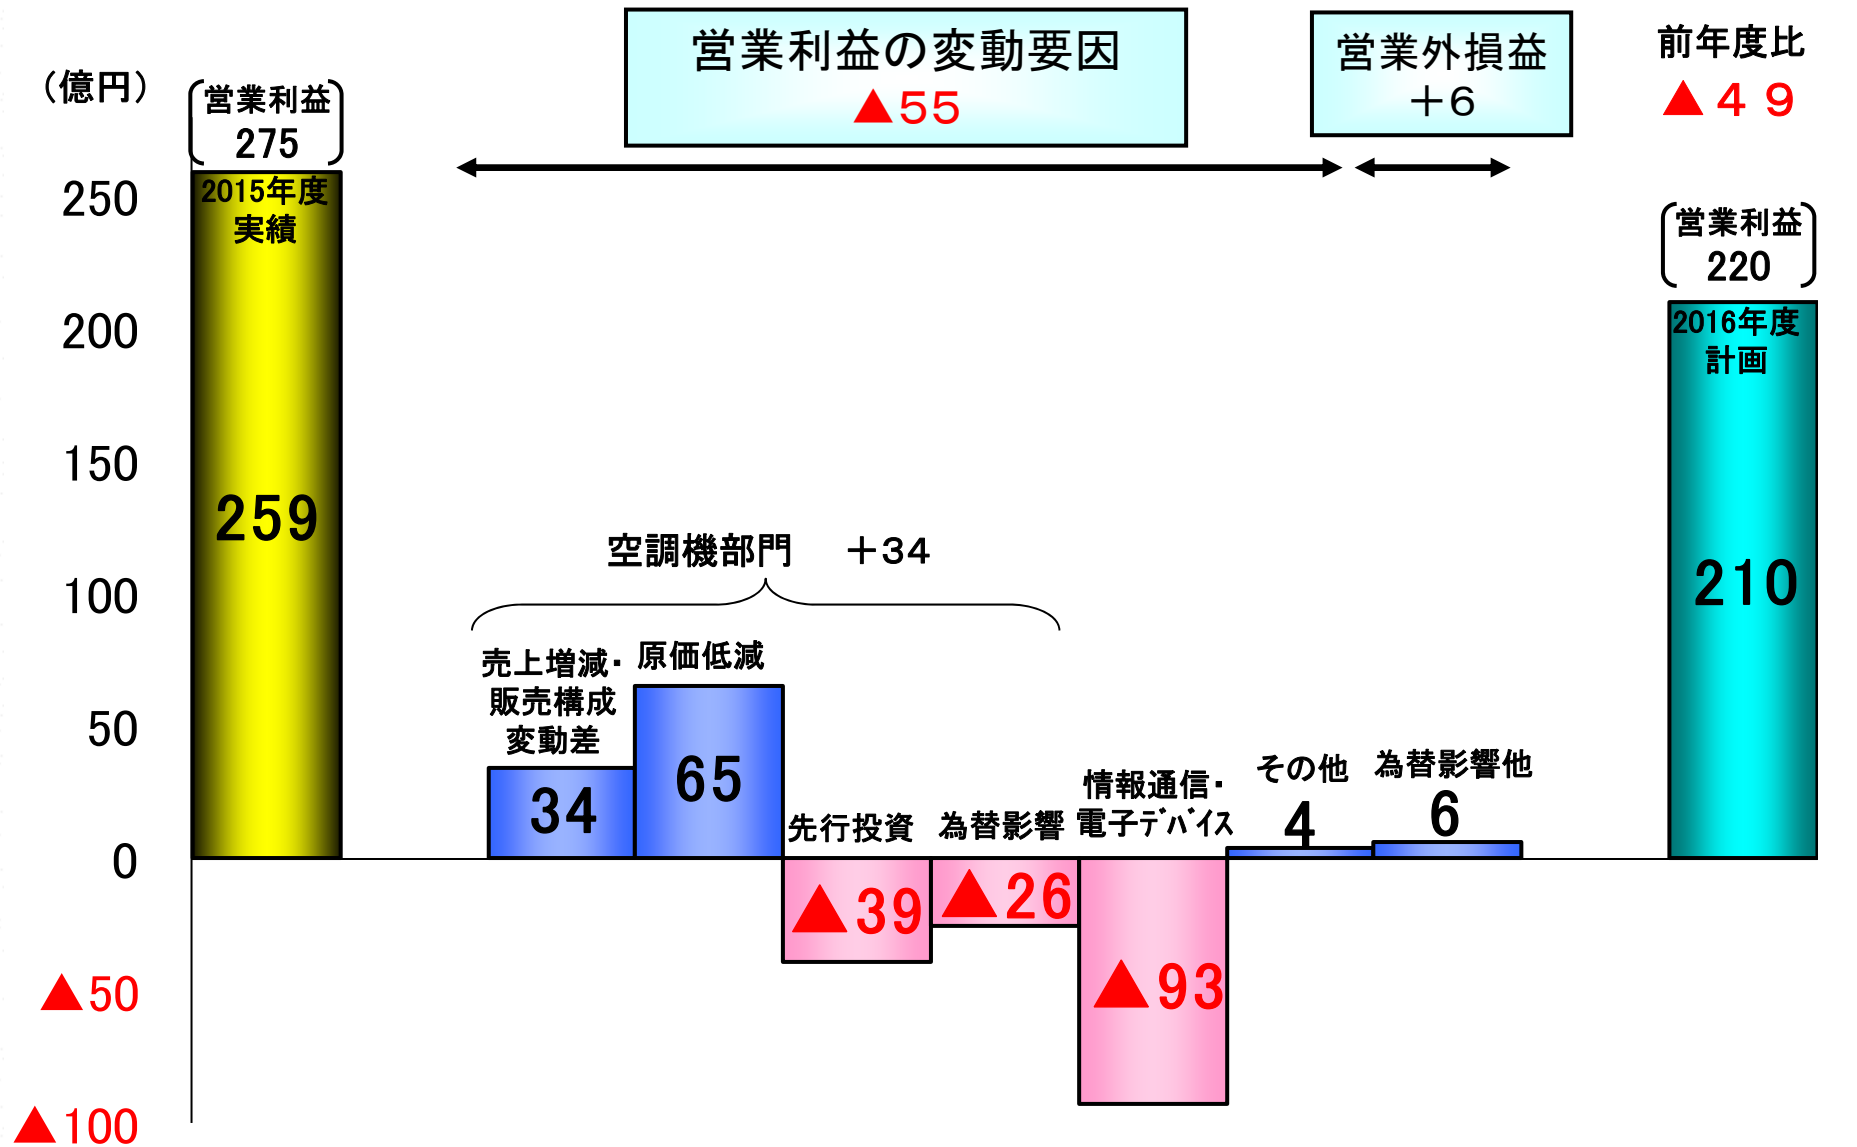 （億円）
営業利益の変動要因
▲55
営業外損益
＋6
前年度比
▲４９
営業利益
275
2015年度
実績
259
営業利益
220
2016年度
計画
210
250
200
150
100
50
0
▲50
▲100
空調機部門　＋34
売上増減・
販売構成
変動差
34
原価低減
65
先行投資
▲39
為替影響
▲26
情報通信・
電子ﾃﾞﾊﾞｲｽ
▲93
その他
4
為替影響他
6